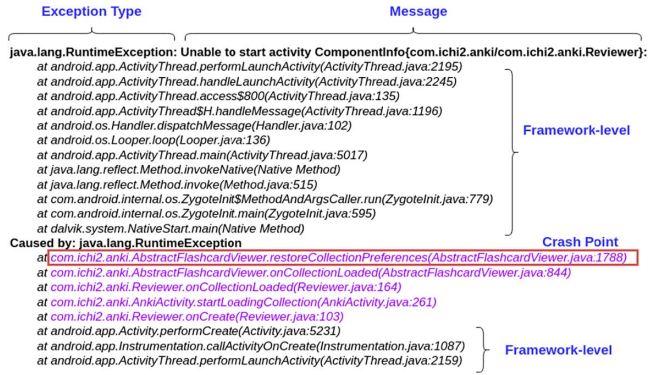 Exception Type
Message
java.lang.RuntimeException: Unable to start activity ComponentInfo{com.ichi2.anki/com.ichi2.anki.Reviewer}:
at android.app.ActivityThread.performLaunchActivity(ActivityThread.java:2195)
at android.app.ActivityThread.handleLaunchActivity(ActivityThread.java:2245)
at android.app.ActivityThread.access$800(ActivityThread.java:135)
at android.app.ActivityThread$H.handleMessage(ActivityThread.java:1196)
at android.os.Handler.dispatchMessage(Handler.java:102)
at android.os.Looper.loop(Looper.java:136)
at android.app.ActivityThread.main(ActivityThread.java:5017)
at java.lang.reflect.Method.invokeNative(Native Method)
at java.lang.reflect.Method.invoke(Method.java:515)
at com.android.internal.os.ZygoteInit$MethodAndArgsCaller.run(ZygoteInit.java:779)
at com.android.internal.os.ZygoteInit.main(ZygoteInit.java:595)
at dalvik.system.NativeStart.main(Native Method)
Framework-level
Caused by: java.lang.RuntimeException
Crash Point
at com.ichi2.anki.AbstractFlashcardViewer.restoreCollectionPreferences(AbstractFlashcardViewer.java:1788)
at com.ichi2.anki.AbstractFlashcardViewer.onCollectionLoaded(AbstractFlashcardViewer.java:844)
at com.ichi2.anki.Reviewer.onCollectionLoaded(Reviewer.java:164)
at com.ichi2.anki.AnkiActivity.startLoadingCollection(AnkiActivity.java:261)
at com.ichi2.anki.Reviewer.onCreate(Reviewer.java:103)
at android.app.Activity.performCreate(Activity.java:5231)
at android.app.Instrumentation.callActivityOnCreate(Instrumentation.java:1087)
at android.app.ActivityThread.performLaunchActivity(ActivityThread.java:2159)
Framework-level